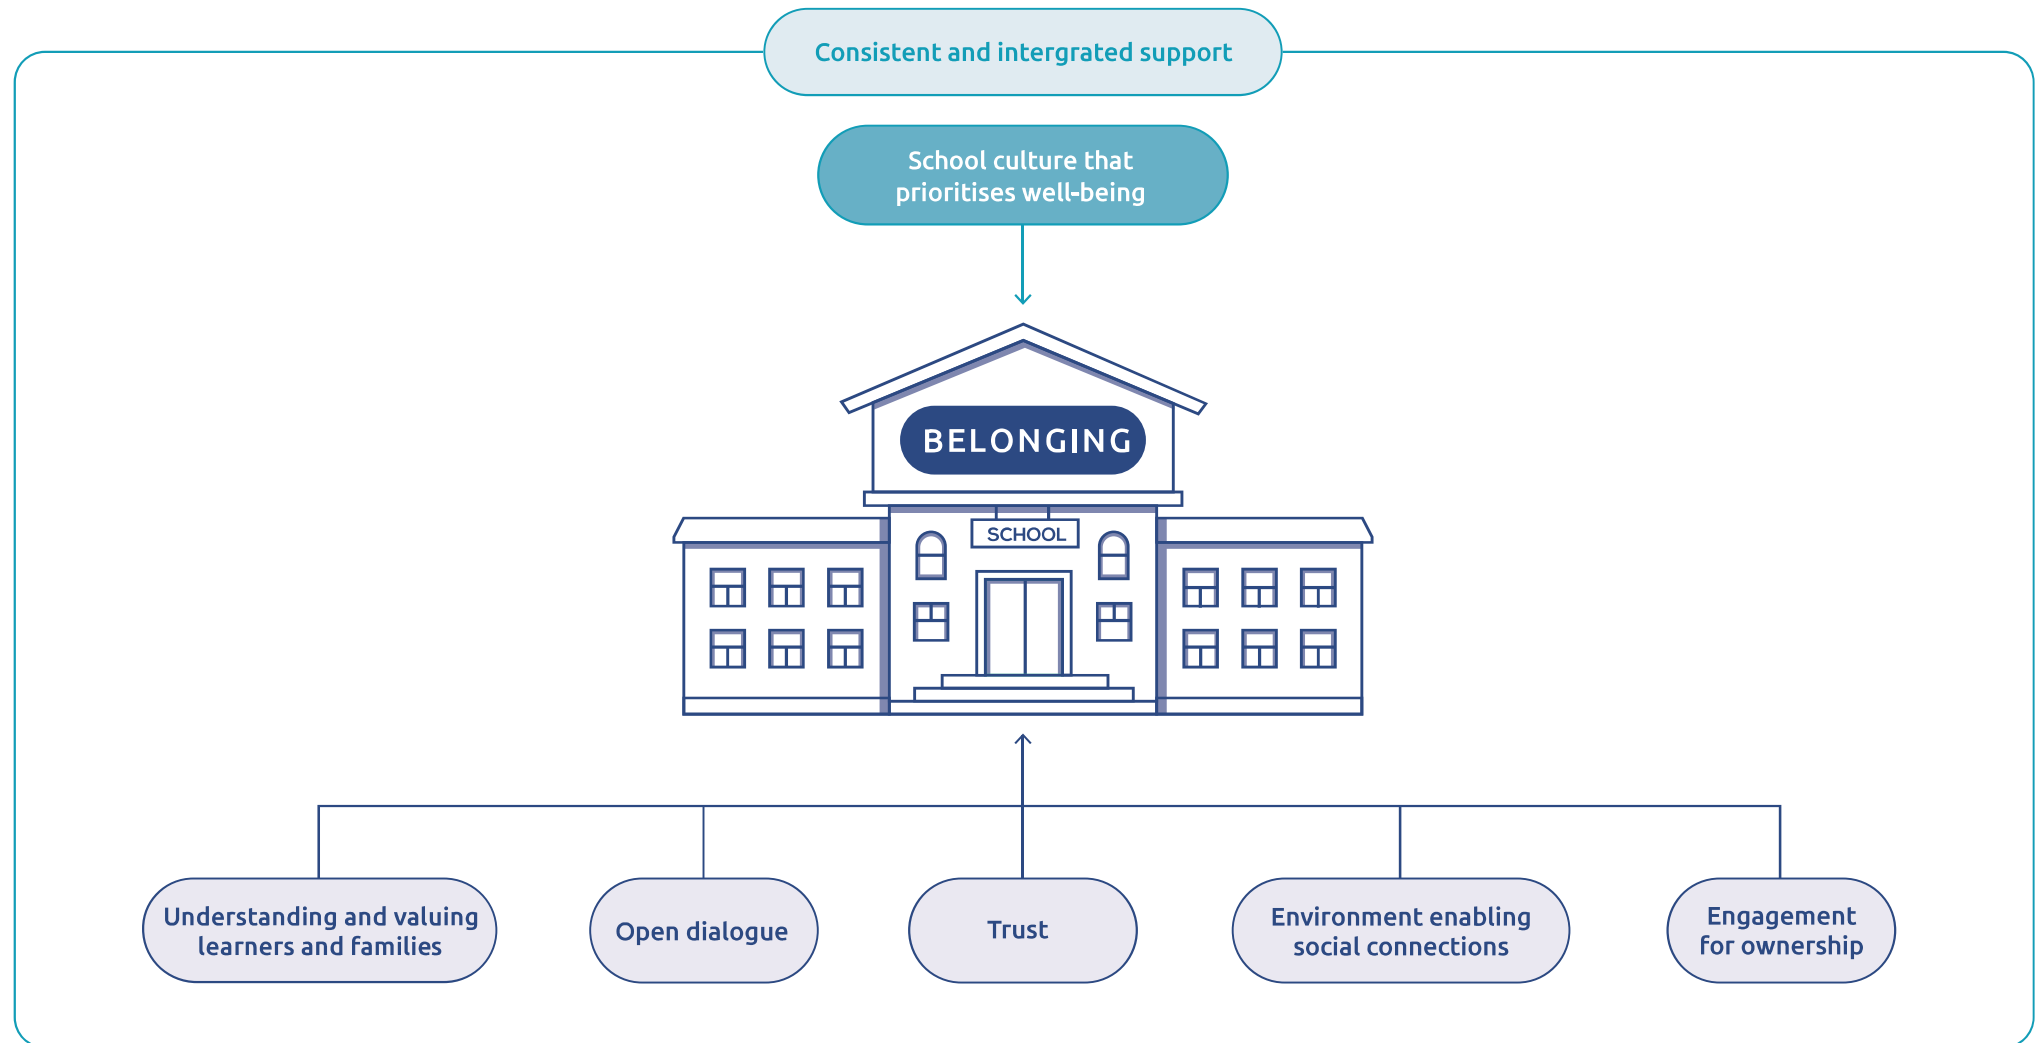 Consistent and intergrated support
School culture that
prioritises well-being
BELONGING
SCHOOL
Understanding and valuing
learners and families
Open dialogue
Trust
Environment enabling
social connections
Engagement
for ownership